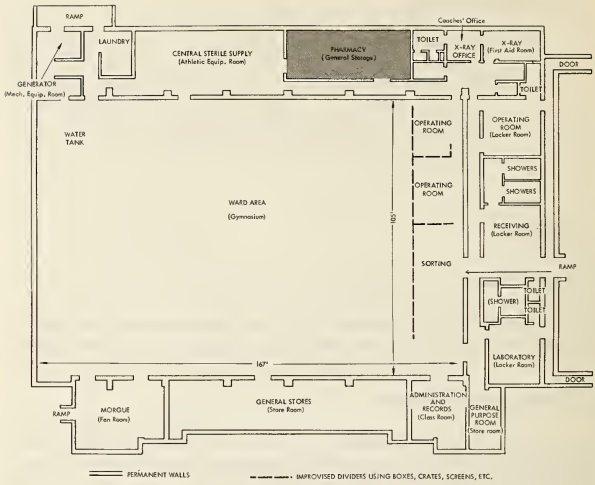 RAMP
LAUNDRY
GENERATOR
(Mech. Equip. Room)
CENTRAL STERILE SUPPLY
(Athletic Equip. Room)
PHARMACY
(General Storage)
Coaches' Office
TOILET
X-RAY
OFFICE
X-RAY
(First Aid Room)
DOOR
TOILET
WATER
TANK
OPERATING
ROOM
OPERATING
ROOM
(Locker Room)
SHOWERS
SHOWERS
OPERATING
ROOM
WARD AREA
(Gymnasium)
105'
RECEIVING
(Locker Room)
SORTING
RAMP
TOILET
(SHOWER)
TOILET
LABORATORY
(Locker Room)
DOOR
167'
RAMP
MORGUE
(Fan Room)
GENERAL STORES
(Store Room)
ADMINISTRATION
AND
RECORDS
(Class Room)
GENERAL
PURPOSE
ROOM
(Store room)
PERMANENT WALLS
IMPROVISED DIVIDERS USING BOXES, CRATES, SCREENS, ETC.